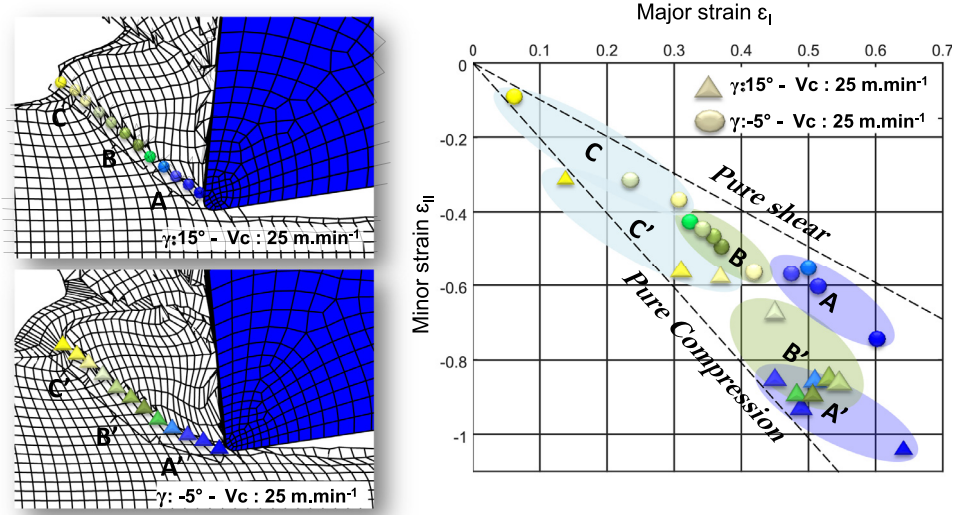 C
B
A
γ:15° - Vc : 25 m.min-1
C'
B'
A'
γ: -5° - Vc : 25 m.min-1
Major strain εI
0 0.1 0.2 0.3 0.4 0.5 0.6 0.7
Minor strain εII
0
-0.2
-0.4
-0.6
-0.8
-1
γ:15° - Vc : 25 m.min-1
γ:-5° - Vc : 25 m.min-1
Pure shear
Pure Compression
C
C'
B
A
B'
A'